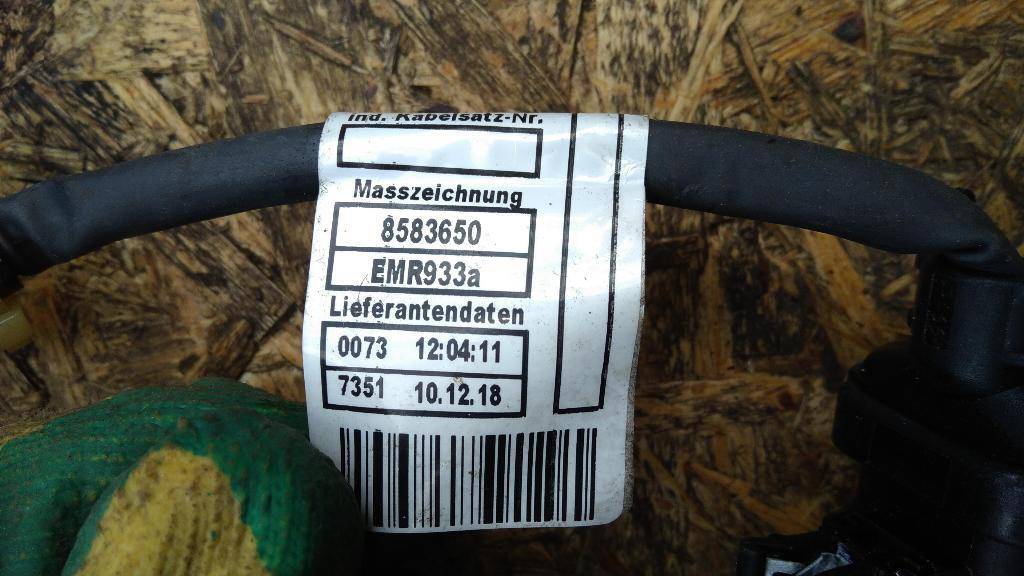 Ind. Kabelsatz-Nr.
Masszeichnung
8583650
EMR933a
Lieferantendaten
0073 12:04:11
7351 10.12.18